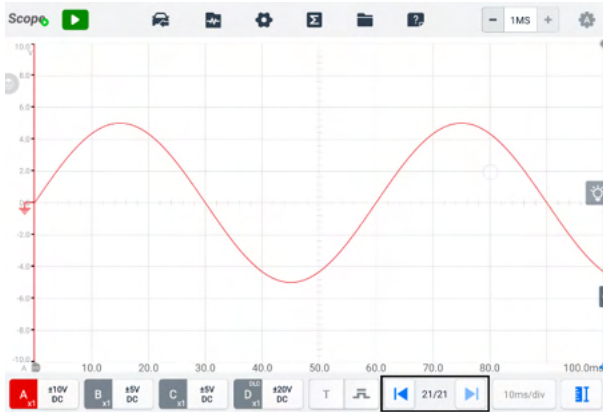 Scope
1MS
10.0
V
8.0
6.0
4.0
2.0
0.0
-2.0
-4.0
-6.0
-8.0
-10.0
A
10.0 20.0 30.0 40.0 50.0 60.0 70.0 80.0 100.0ms
A x1 ±10V DC
B x1 ±5V DC
C x1 ±5V DC
DLC D x1 ±20V DC
T
21/21
10ms/div